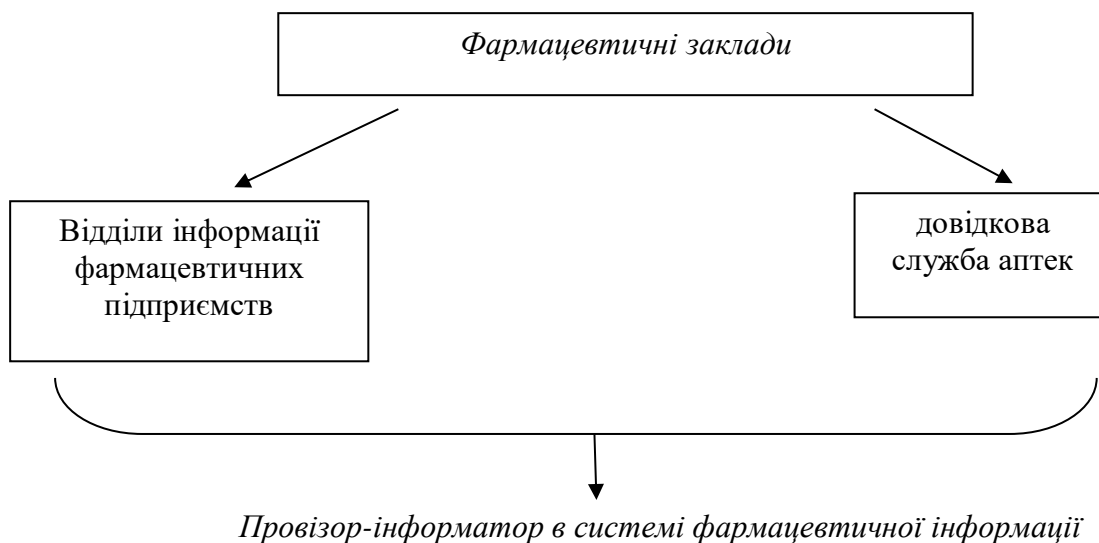 Фармацевтичні заклади
Відділи інформації
фармацевтичних
підприємств
довідкова
служба аптек
Провізор-інформатор в системі фармацевтичної інформації